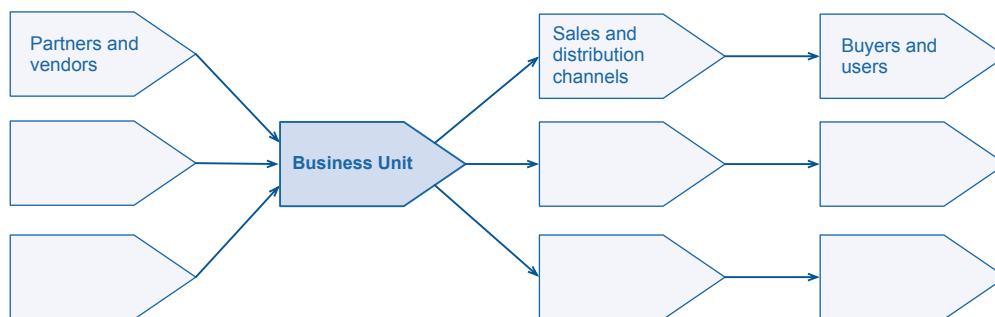 Partners and
vendors
Business Unit
Sales and
distribution
channels
Buyers and
users